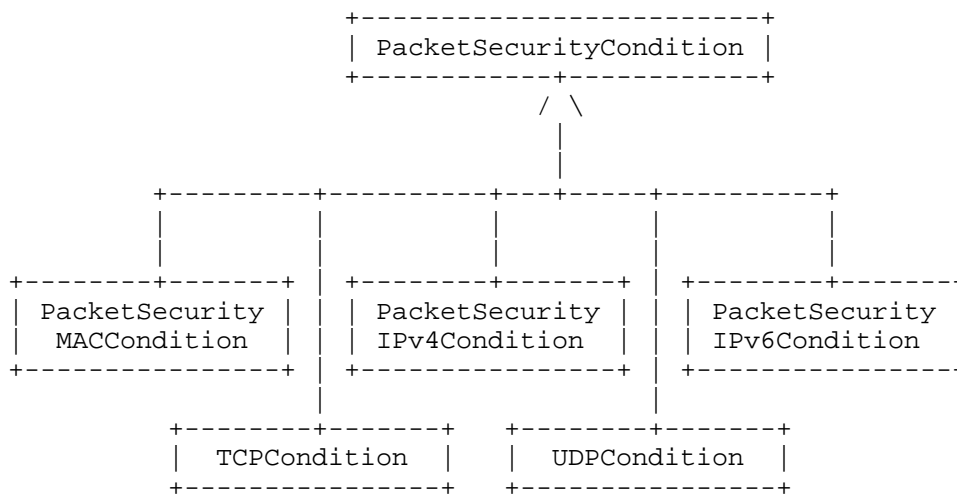 PacketSecurityCondition
PacketSecurity PacketSecurity PacketSecurity
MACCondition IPv4Condition IPv6Condition
TCPCondition UDPCondition